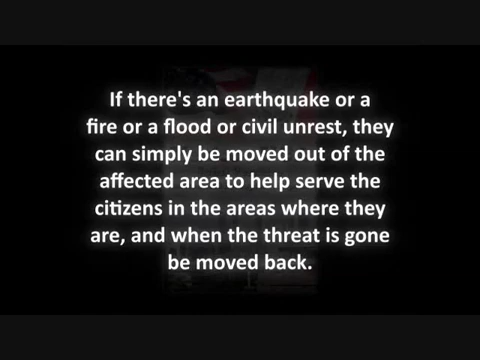 If there's an earthquake or a
fire or a flood or civil unrest, they
can simply be moved out of the
affected area to help serve the
citizens in the areas where they
are, and when the threat is gone
be moved back.